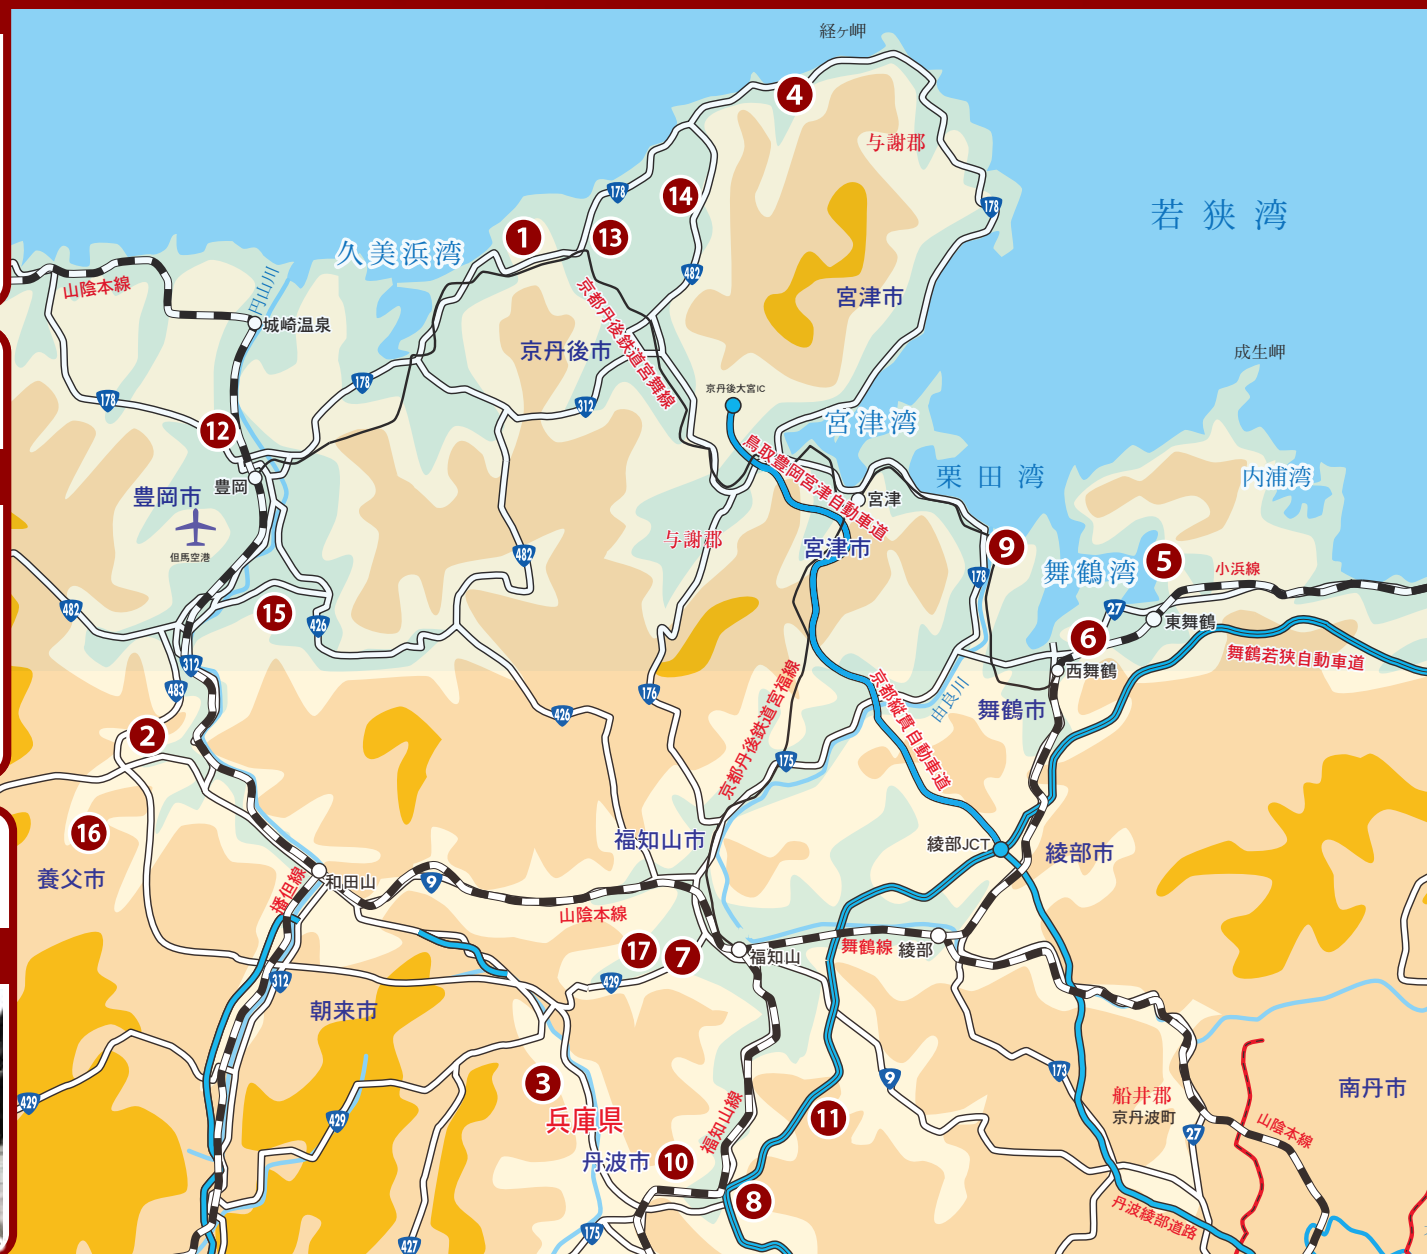 経ヶ岬
4
与謝郡
178
14
178
若狭湾
1
13
久美浜湾
山陰本線
円山川
482
京都丹後鉄道宮舞線
宮津市
城崎温泉
京丹後市
成生岬
178
178
312
京丹後大宮IC
12
宮津湾
鳥取豊岡宮津自動車道
栗田湾
内浦湾
豊岡
豊岡市
宮津
但馬空港
与謝郡
宮津市
9
482
舞鶴湾
5
小浜線
178
482
15
426
27
東舞鶴
6
舞鶴若狭自動車道
312
483
西舞鶴
176
京都丹後鉄道宮福線
京都縦貫自動車道
由良川
舞鶴市
426
2
175
16
福知山市
綾部JCT
綾部市
養父市
播但線
和田山
9
山陰本線
17
7
福知山
舞鶴線
綾部
312
429
朝来市
3
9
173
429
429
兵庫県
福知山線
11
船井郡
京丹波町
南丹市
27
山陰本線
丹波市
10
8
丹波綾部道路
175
427